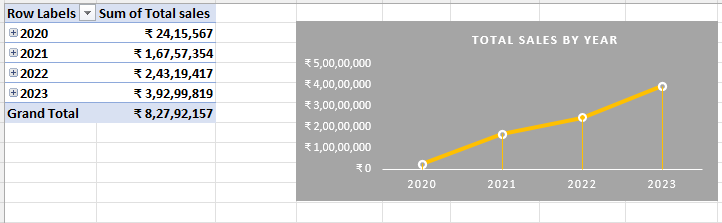 Row Labels Sum of Total sales
2020 ₹ 24,15,567
2021 ₹ 1,67,57,354
2022 ₹ 2,43,19,417
2023 ₹ 3,92,99,819
Grand Total ₹ 8,27,92,157
TOTAL SALES BY YEAR
₹ 5,00,00,000
₹ 4,00,00,000
₹ 3,00,00,000
₹ 2,00,00,000
₹ 1,00,00,000
₹ 0
2020 2021 2022 2023